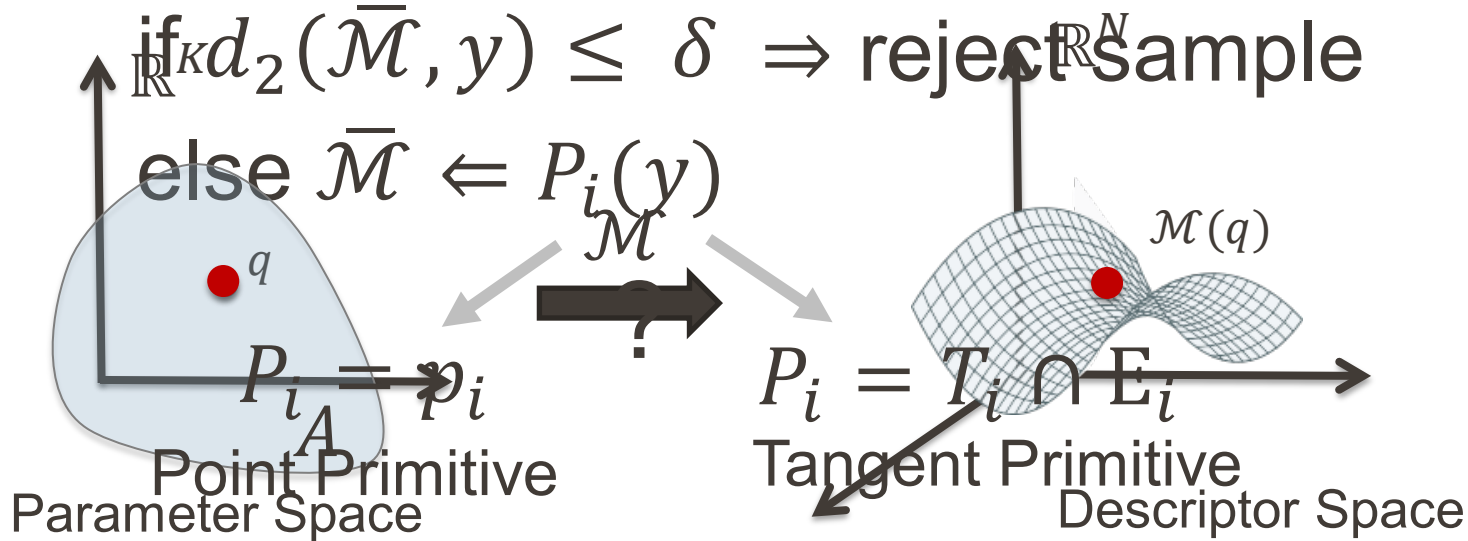 if d₂(ℳ̅, y) ≤ δ ⇒ reject sample
ℝᴷ
ℝᴺ
else ℳ̅ ⇐ Pᵢ(y)
ℳ
ℳ(q)
q
?
Pᵢ = pᵢ
Pᵢ = Tᵢ ∩ Eᵢ
A
Point Primitive
Tangent Primitive
Parameter Space
Descriptor Space